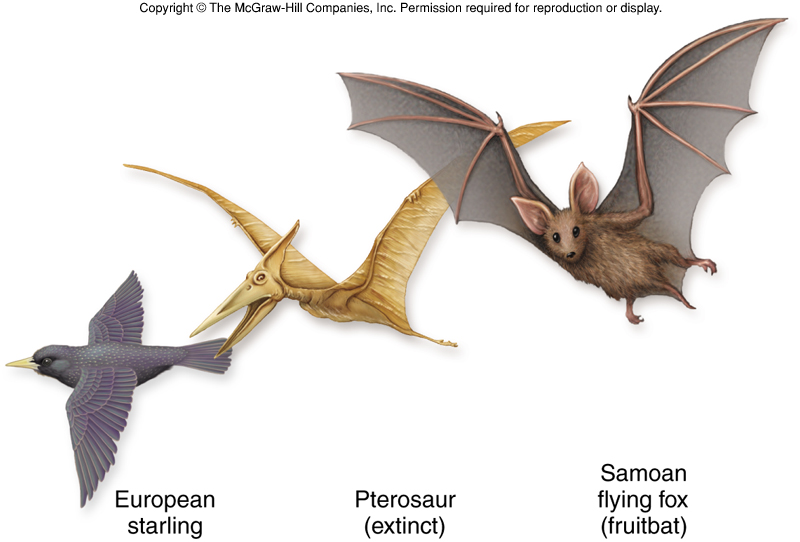 Copyright © The McGraw-Hill Companies, Inc. Permission required for reproduction or display.
European
starling
Pterosaur
(extinct)
Samoan
flying fox
(fruitbat)